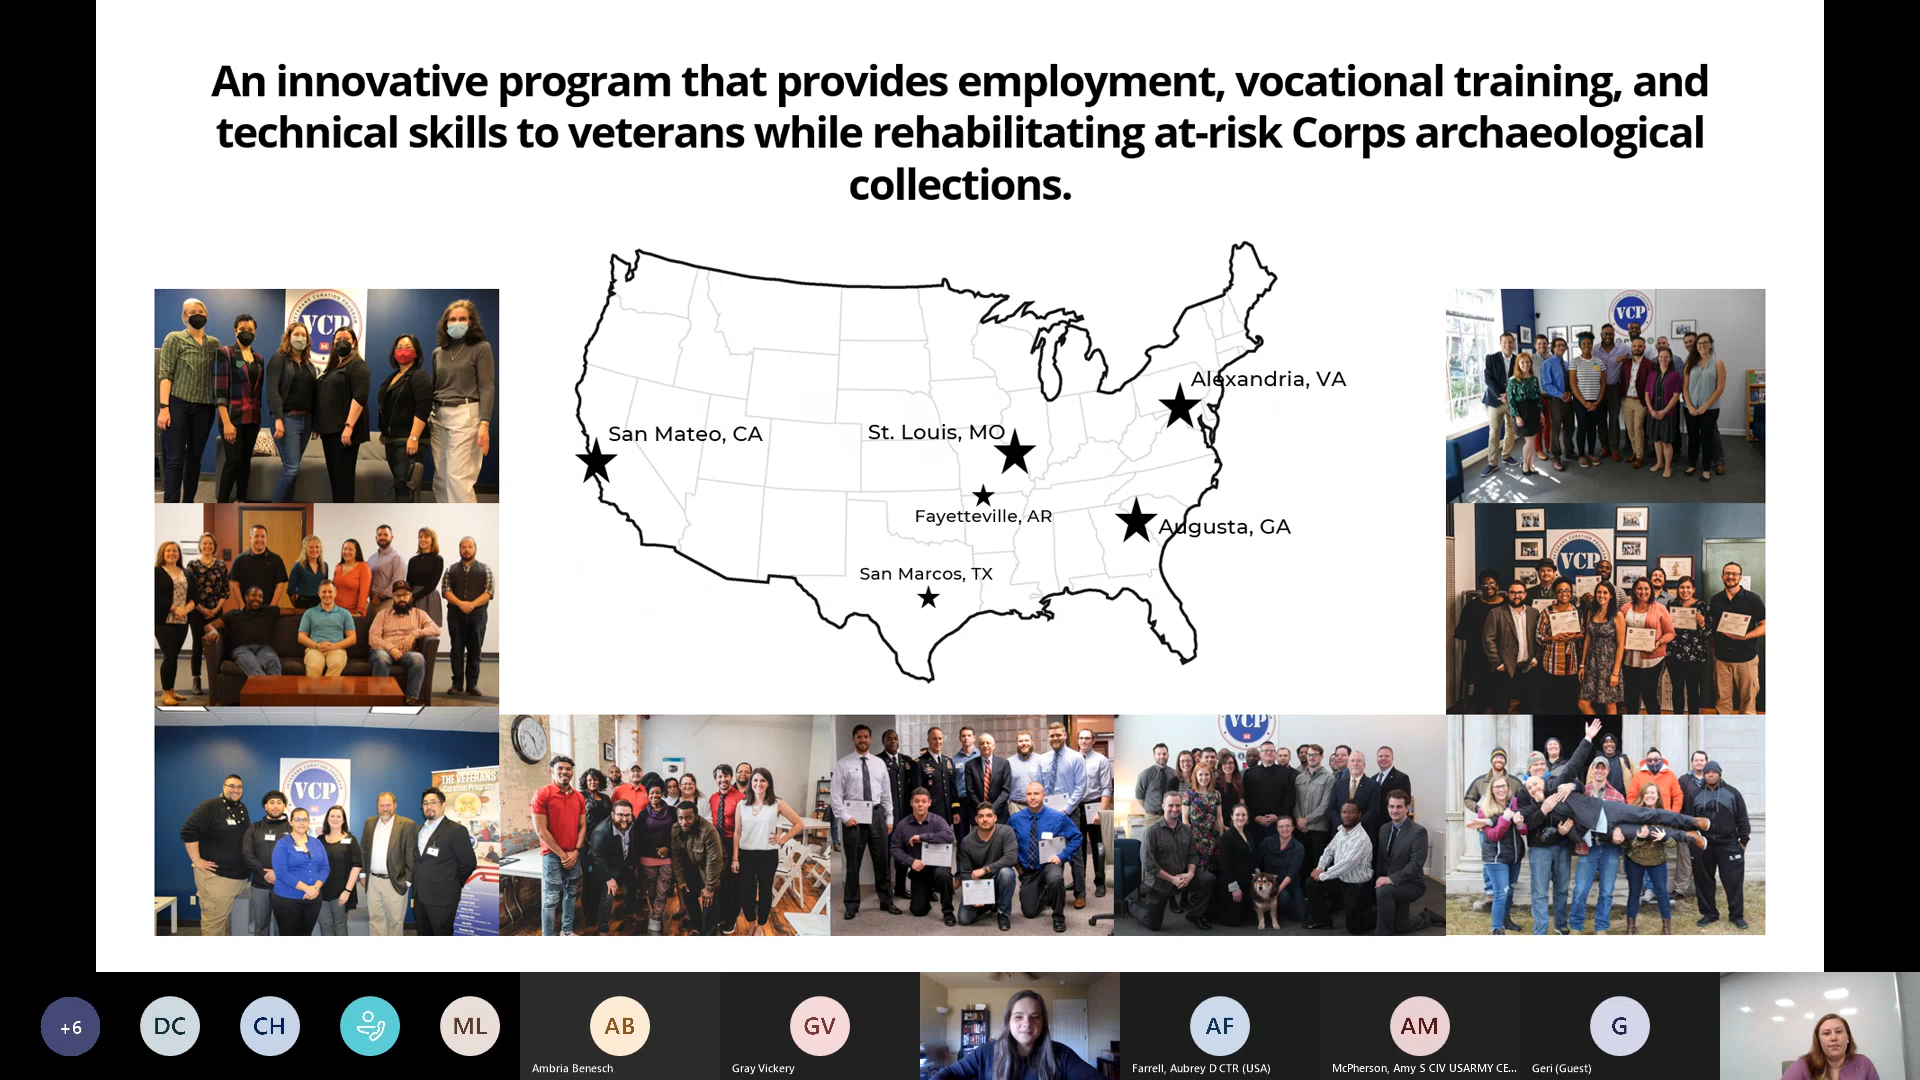 An innovative program that provides employment, vocational training, and
technical skills to veterans while rehabilitating at-risk Corps archaeological
collections.
Alexandria, VA
San Mateo, CA
St. Louis, MO
Fayetteville, AR
Augusta, GA
San Marcos, TX
VCP
VCP
VCP
VCP
THE VETERANS
Curation Program
VCP
+6
DC
CH
ML
AB
GV
AF
AM
G
Ambria Benesch
Gray Vickery
Farrell, Aubrey D CTR (USA)
McPherson, Amy S CIV USARMY CE...
Geri (Guest)